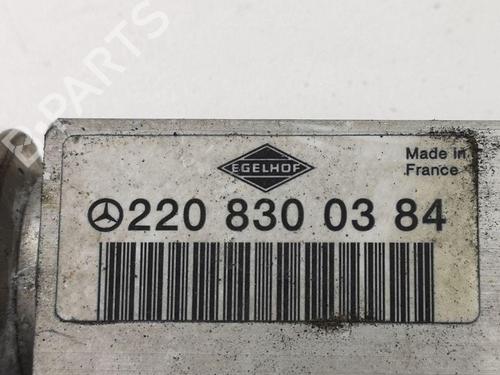 B-PARTS
EGELHOF
Made in
France
220 830 03 84